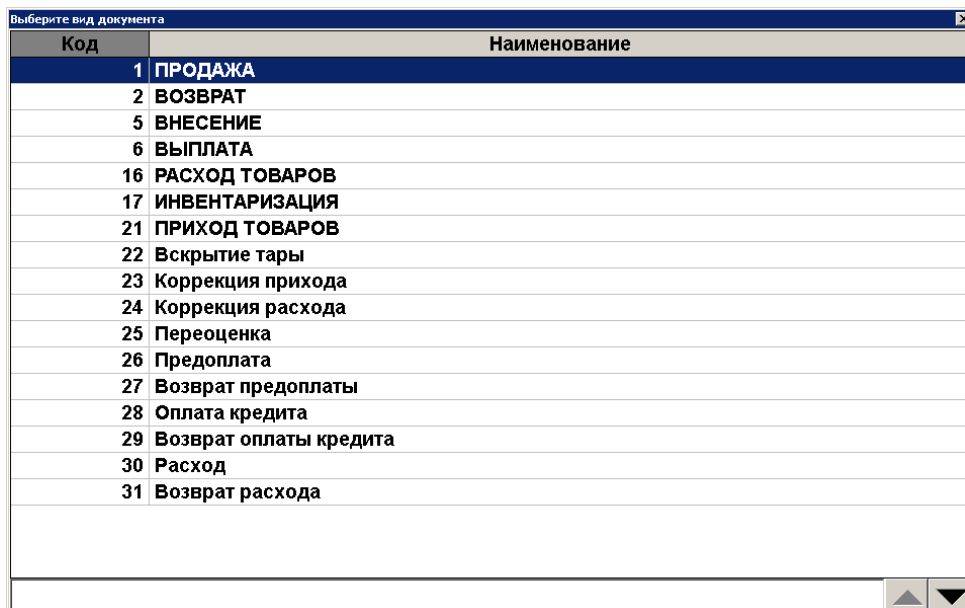 Выберите вид документа
Код Наименование
1 ПРОДАЖА
2 ВОЗВРАТ
5 ВНЕСЕНИЕ
6 ВЫПЛАТА
16 РАСХОД ТОВАРОВ
17 ИНВЕНТАРИЗАЦИЯ
21 ПРИХОД ТОВАРОВ
22 Вскрытие тары
23 Коррекция прихода
24 Коррекция расхода
25 Переоценка
26 Предоплата
27 Возврат предоплаты
28 Оплата кредита
29 Возврат оплаты кредита
30 Расход
31 Возврат расхода